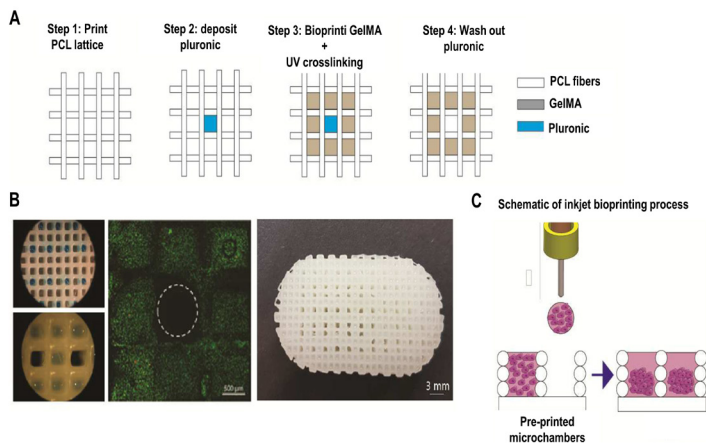 A
Step 1: Print
PCL lattice
Step 2: deposit
pluronic
Step 3: Bioprinti GelMA
+
UV crosslinking
Step 4: Wash out
pluronic
PCL fibers
GelMA
Pluronic
B
500 μm
3 mm
C
Schematic of inkjet bioprinting process
Pre-printed
microchambers